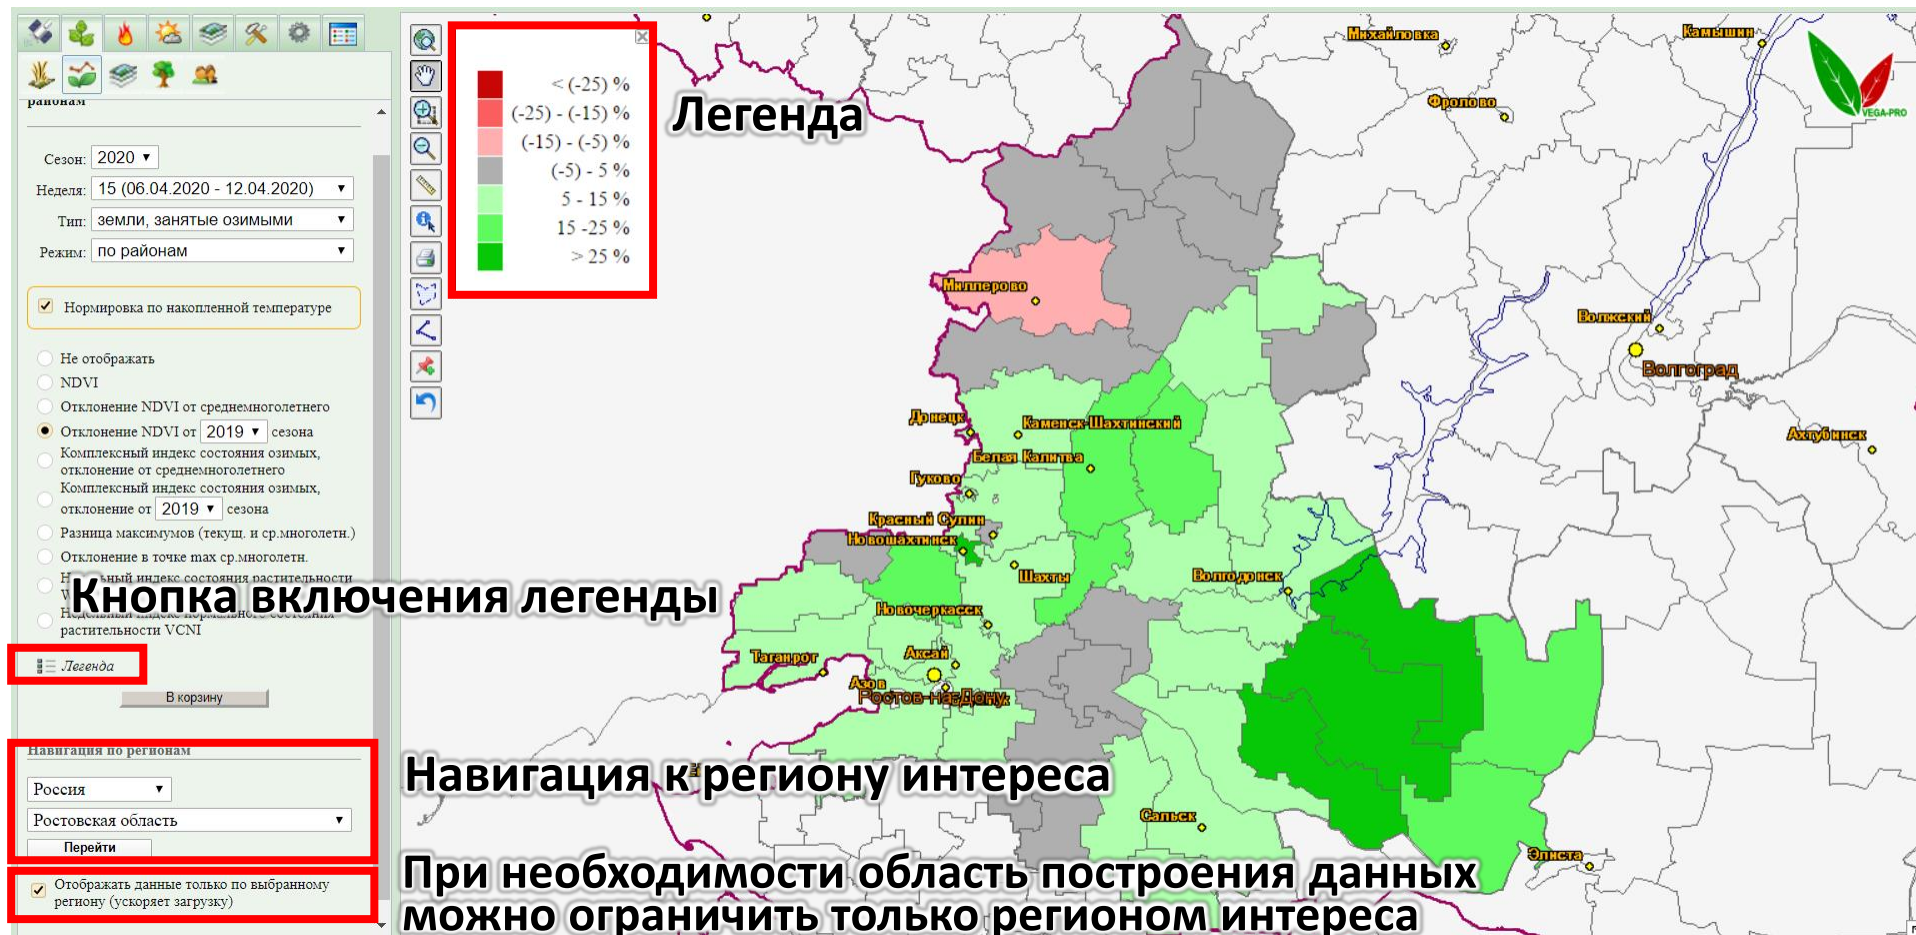 районам
Сезон: 2020
Неделя: 15 (06.04.2020 - 12.04.2020)
Тип: земли, занятые озимыми
Режим: по районам
Нормировка по накопленной температуре
Не отображать
NDVI
Отклонение NDVI от среднемноголетнего
Отклонение NDVI от 2019 сезона
Комплексный индекс состояния озимых,
отклонение от среднемноголетнего
Комплексный индекс состояния озимых,
отклонение от 2019 сезона
Разница максимумов (текущ. и ср.многолетн.)
Отклонение в точке max ср.многолетн.
индекс состояния растительности
Кнопка включения легенды
растительности VCNI
Легенда
В корзину
Навигация по регионам
Россия
Ростовская область
Перейти
Отображать данные только по выбранному
региону (ускоряет загрузку)
< (-25) %
(-25) - (-15) %
(-15) - (-5) %
(-5) - 5 %
5 - 15 %
15 -25 %
> 25 %
Легенда
Михайловка
Камышин
VEGA-PRO
Фролово
Миллерово
Волжский
Волгоград
Донецк
Каменск-Шахтинский
Ахтубинск
Белая Калитва
Гуково
Красный Сулин
Новошахтинск
Шахты
Волгодонск
Новочеркасск
Аксай
Таганрог
Азов
Ростов-на-Дону
Навигация к региону интереса
Сальск
Элиста
При необходимости область построения данных
можно ограничить только регионом интереса